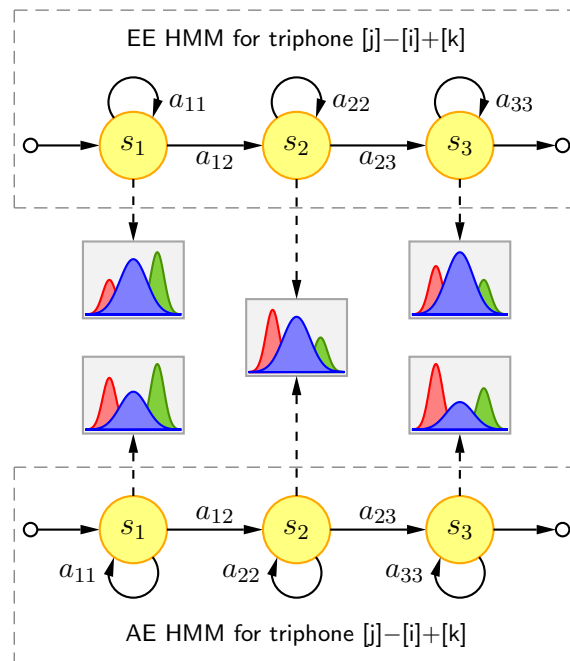 EE HMM for triphone [j]−[i]+[k]
a11 a22 a33
s1 s2 s3
a12 a23
a12 a23
s1 s2 s3
a11 a22 a33
AE HMM for triphone [j]−[i]+[k]